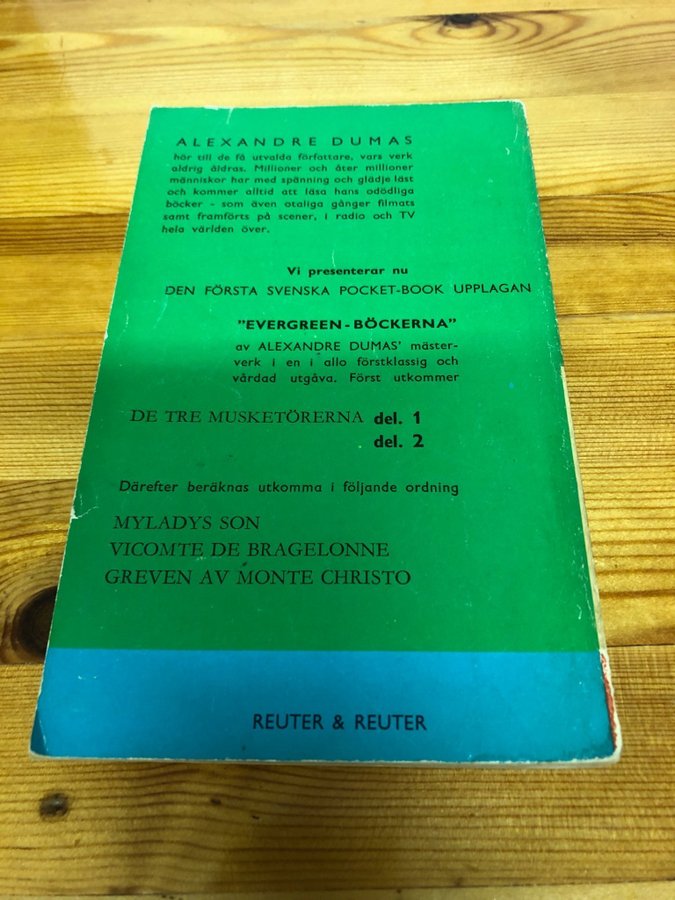 ALEXANDRE DUMAS
hör till de få utvalda författare, vars verk
aldrig åldras. Millioner och åter millioner
människor har med spänning och glädje läst
och kommer alltid att läsa hans odödliga
böcker - som även otaliga gånger filmats
samt framförts på scener, i radio och TV
hela världen över.
Vi presenterar nu
DEN FÖRSTA SVENSKA POCKET-BOOK UPPLAGAN
"EVERGREEN-BÖCKERNA"
av ALEXANDRE DUMAS' mäster-
verk i en i allo förstklassig och
vårdad utgåva. Först utkommer
DE TRE MUSKETÖRERNA del. 1
del. 2
Därefter beräknas utkomma i följande ordning
MYLADYS SON
VICOMTE DE BRAGELONNE
GREVEN AV MONTE CHRISTO
REUTER & REUTER